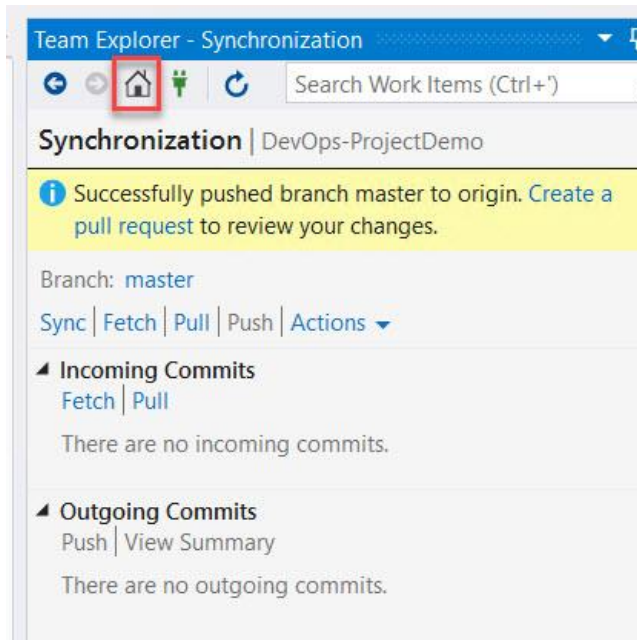 Team Explorer - Synchronization
Search Work Items (Ctrl+')
Synchronization | DevOps-ProjectDemo
Successfully pushed branch master to origin. Create a
pull request to review your changes.
Branch: master
Sync | Fetch | Pull | Push | Actions
Incoming Commits
Fetch | Pull
There are no incoming commits.
Outgoing Commits
Push | View Summary
There are no outgoing commits.